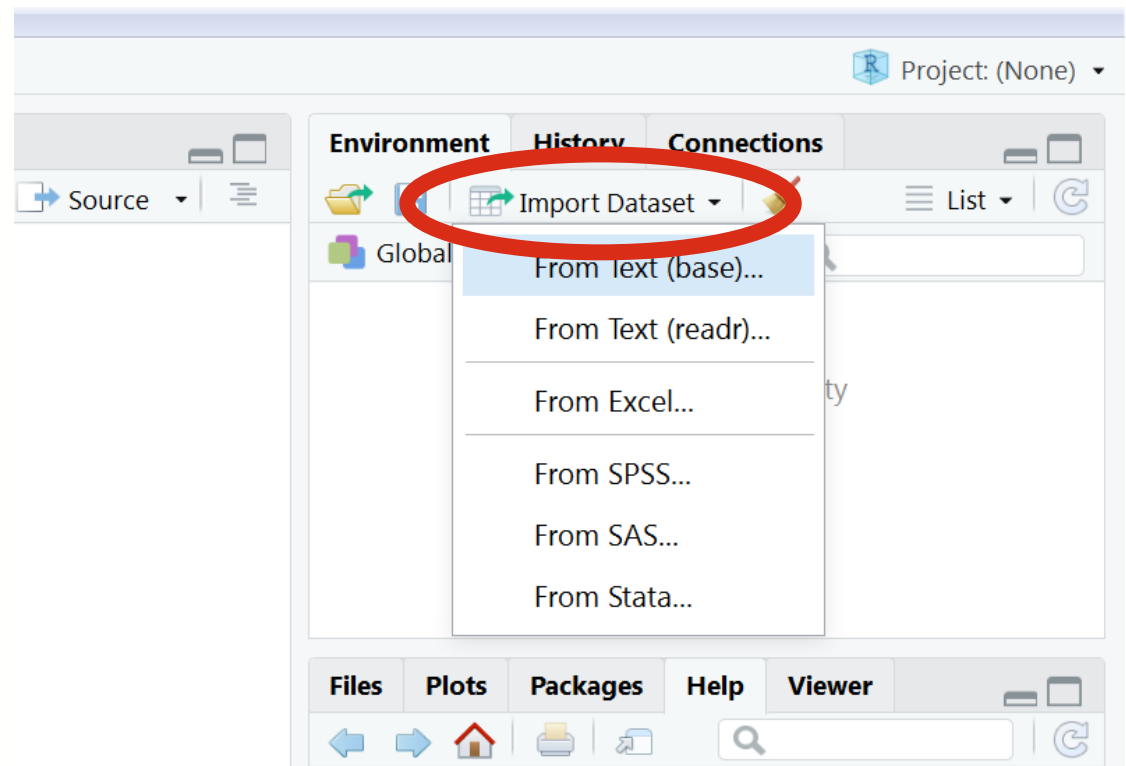 Project: (None)
Environment History Connections
Source Import Dataset List
Global
From Text (base)...
From Text (readr)...
ty
From Excel...
From SPSS...
From SAS...
From Stata...
Files Plots Packages Help Viewer